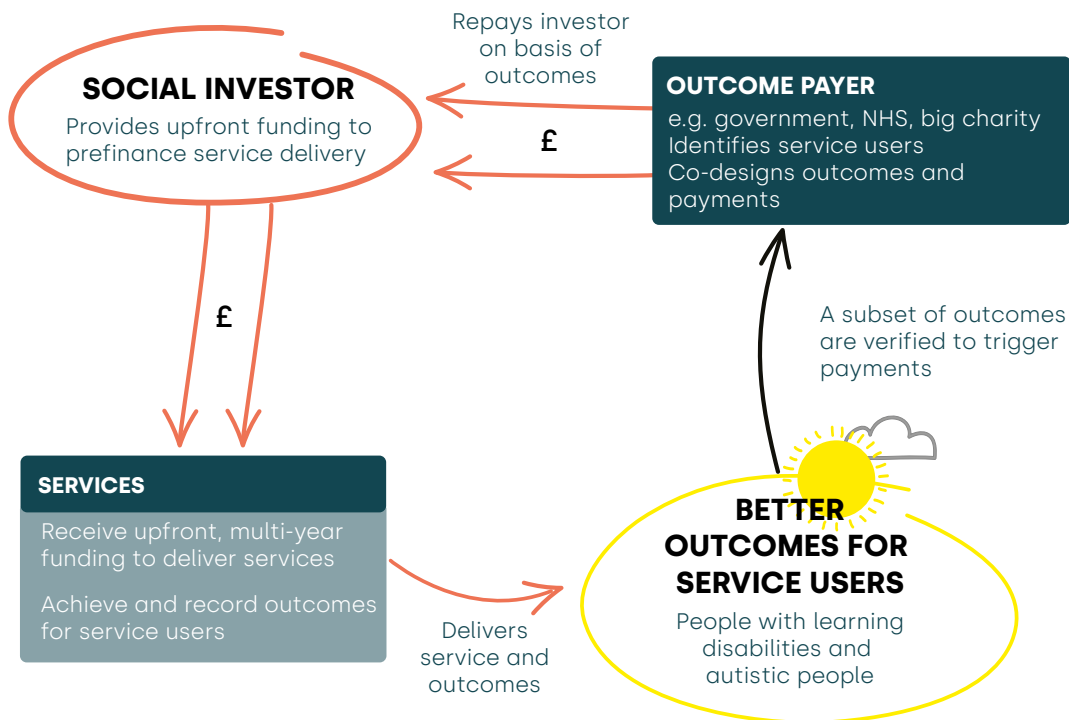 Repays investor
on basis of
outcomes
SOCIAL INVESTOR
Provides upfront funding to
prefinance service delivery
OUTCOME PAYER
e.g. government, NHS, big charity
Identifies service users
Co-designs outcomes and
payments
£
£
A subset of outcomes
are verified to trigger
payments
SERVICES
Receive upfront, multi-year
funding to deliver services
Achieve and record outcomes
for service users
Delivers
service and
outcomes
BETTER
OUTCOMES FOR
SERVICE USERS
People with learning
disabilities and
autistic people